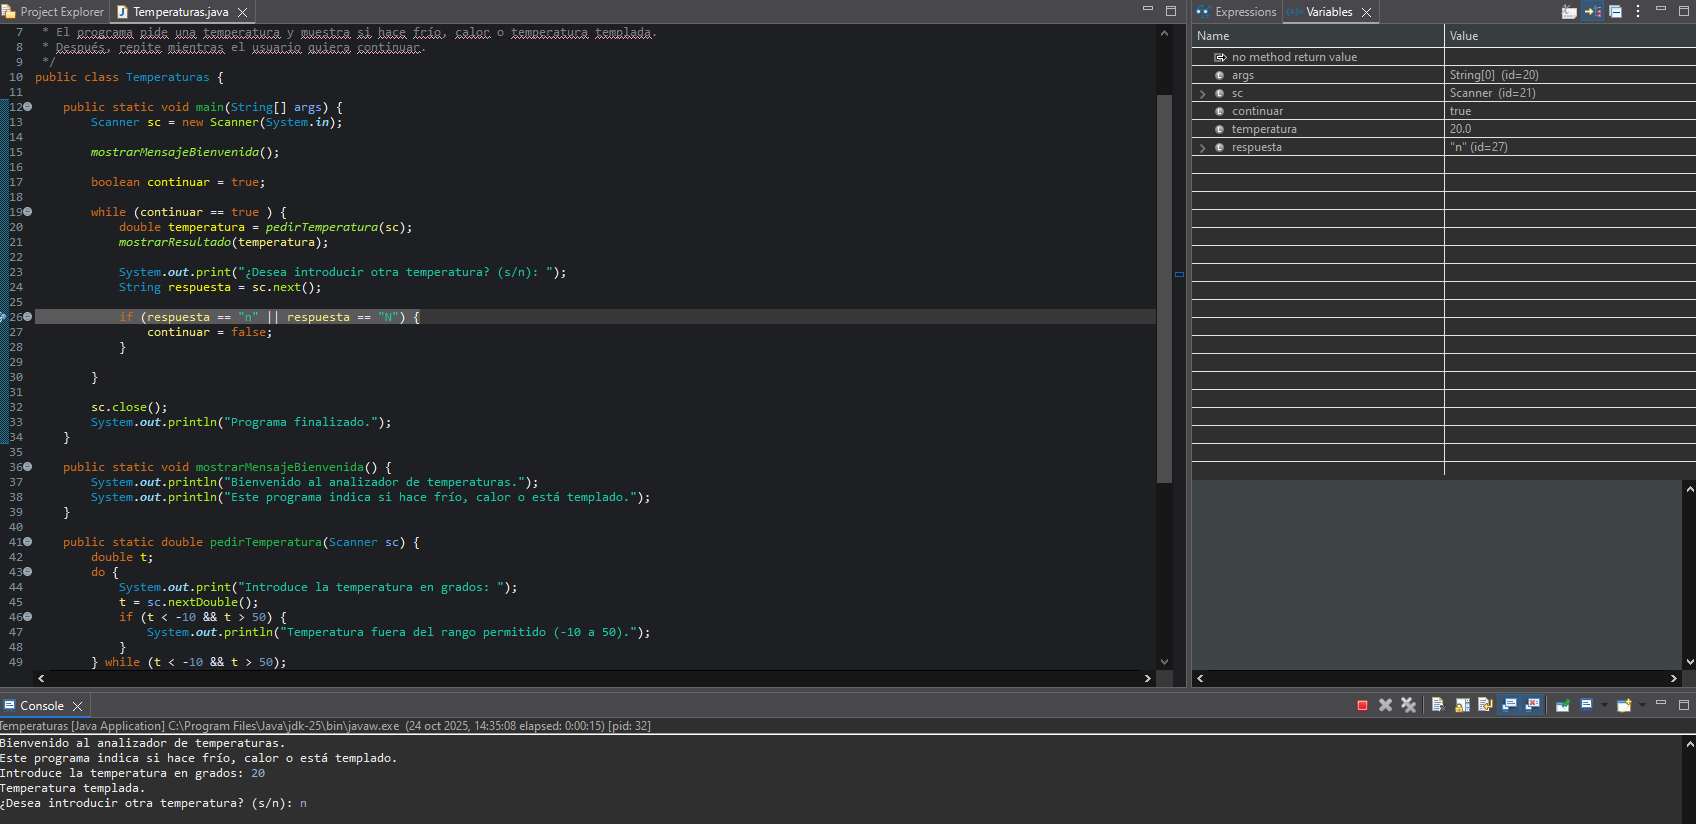 Project Explorer Temperaturas.java
7 * El programa pide una temperatura y muestra si hace frío, calor o temperatura templada.
8 * Después, repite mientras el usuario quiera continuar.
9 */
10 public class Temperaturas {
11
12 public static void main(String[] args) {
13 Scanner sc = new Scanner(System.in);
14
15 mostrarMensajeBienvenida();
16
17 boolean continuar = true;
18
19 while (continuar == true ) {
20 double temperatura = pedirTemperatura(sc);
21 mostrarResultado(temperatura);
22
23 System.out.print("¿Desea introducir otra temperatura? (s/n): ");
24 String respuesta = sc.next();
25
26 if (respuesta == "n" || respuesta == "N") {
27 continuar = false;
28 }
29
30 }
31
32 sc.close();
33 System.out.println("Programa finalizado.");
34 }
35
36 public static void mostrarMensajeBienvenida() {
37 System.out.println("Bienvenido al analizador de temperaturas.");
38 System.out.println("Este programa indica si hace frío, calor o está templado.");
39 }
40
41 public static double pedirTemperatura(Scanner sc) {
42 double t;
43 do {
44 System.out.print("Introduce la temperatura en grados: ");
45 t = sc.nextDouble();
46 if (t < -10 && t > 50) {
47 System.out.println("Temperatura fuera del rango permitido (-10 a 50).");
48 }
49 } while (t < -10 && t > 50);
Expressions Variables
Name Value
no method return value
args String[0] (id=20)
sc Scanner (id=21)
continuar true
temperatura 20.0
respuesta "n" (id=27)
Console
Temperaturas [Java Application] C:\Program Files\Java\jdk-25\bin\javaw.exe (24 oct 2025, 14:35:08 elapsed: 0:00:15) [pid: 32]
Bienvenido al analizador de temperaturas.
Este programa indica si hace frío, calor o está templado.
Introduce la temperatura en grados: 20
Temperatura templada.
¿Desea introducir otra temperatura? (s/n): n